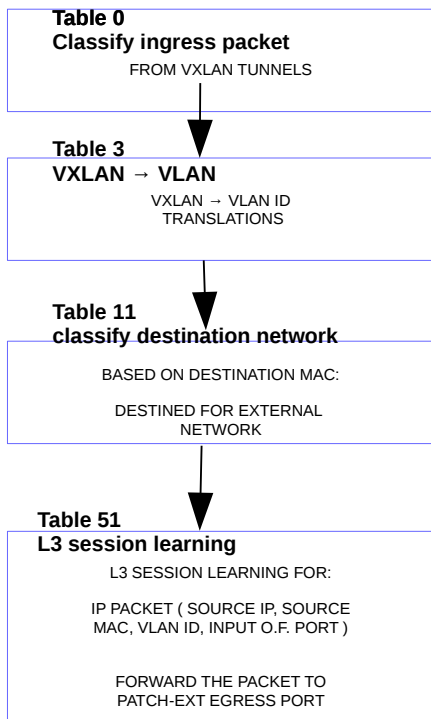 Table 0
Classify ingress packet
FROM VXLAN TUNNELS
Table 3
VXLAN → VLAN
VXLAN → VLAN ID
TRANSLATIONS
Table 11
classify destination network
BASED ON DESTINATION MAC:
DESTINED FOR EXTERNAL
NETWORK
Table 51
L3 session learning
L3 SESSION LEARNING FOR:
IP PACKET ( SOURCE IP, SOURCE
MAC, VLAN ID, INPUT O.F. PORT )
FORWARD THE PACKET TO
PATCH-EXT EGRESS PORT